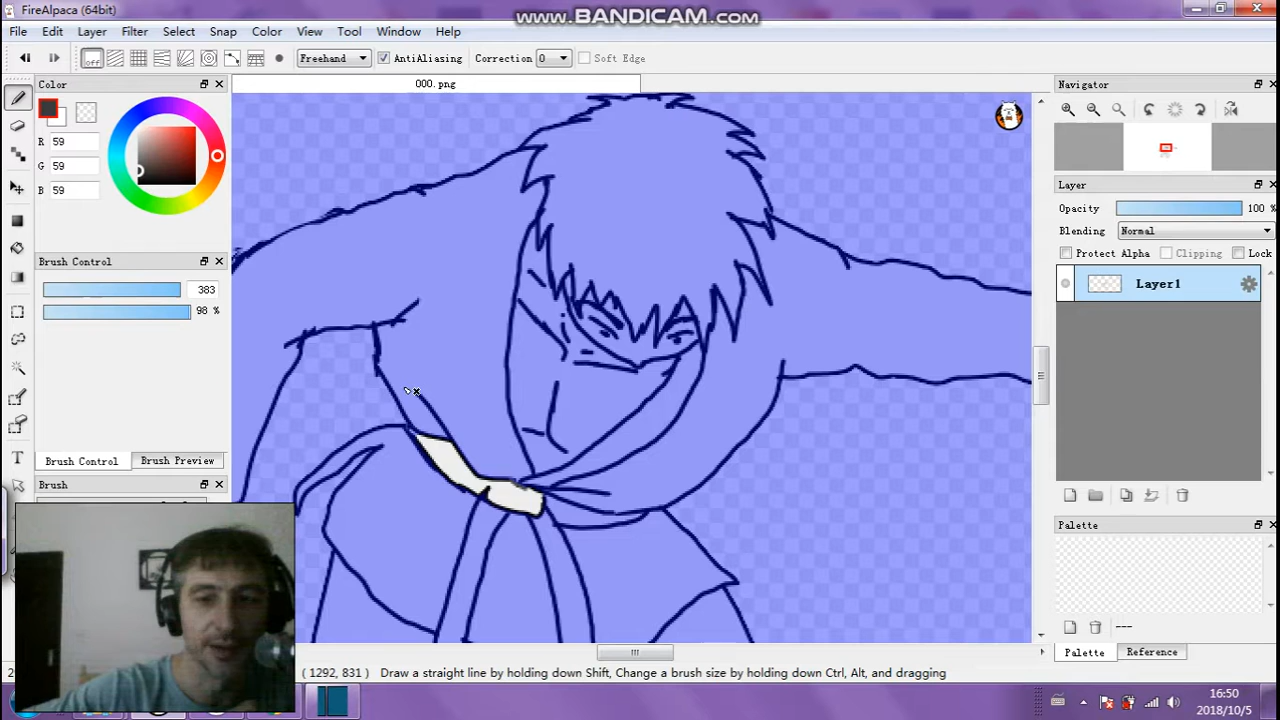 FireAlpaca (64bit)
WWW.BANDICAM.COM
File Edit Layer Filter Select Snap Color View Tool Window Help
off Freehand AntiAliasing Correction 0 Soft Edge
Color
000.png
Navigator
R 59
G 59
B 59
Layer
Opacity 100 %
Blending Normal
Protect Alpha Clipping Lock
Brush Control
383
98 %
Layer1
Brush Control Brush Preview
Brush
Palette
---
Palette Reference
( 1292, 831 ) Draw a straight line by holding down Shift, Change a brush size by holding down Ctrl, Alt, and dragging
16:50
2018/10/5